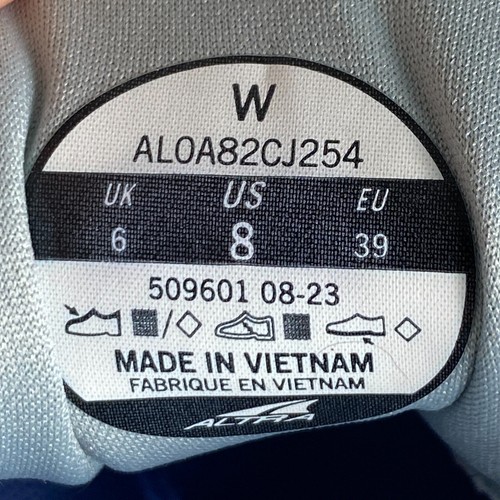 W
AL0A82CJ254
UK US EU
6 8 39
509601 08-23
/
MADE IN VIETNAM
FABRIQUE EN VIETNAM
ALTRA